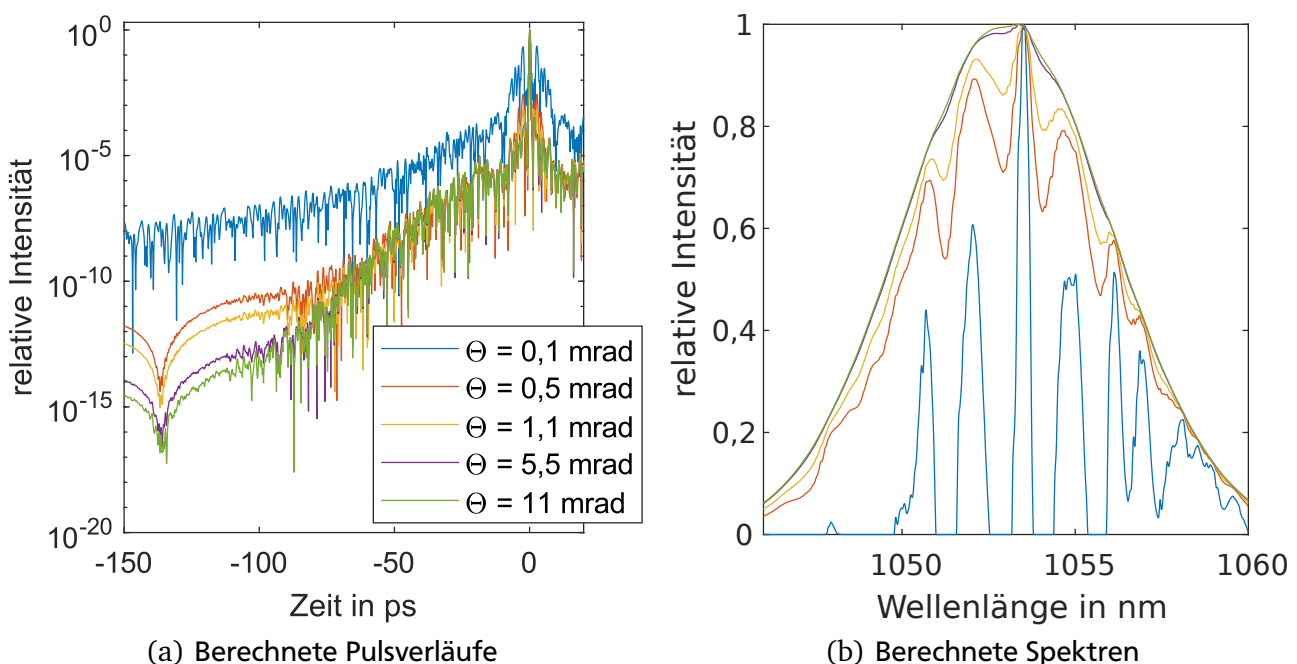 10^0
10^-5
10^-10
10^-15
10^-20
relative Intensität
-150
-100
-50
0
Zeit in ps
Θ = 0,1 mrad
Θ = 0,5 mrad
Θ = 1,1 mrad
Θ = 5,5 mrad
Θ = 11 mrad
(a) Berechnete Pulsverläufe
1
0,8
0,6
0,4
0,2
0
relative Intensität
1050
1055
1060
Wellenlänge in nm
(b) Berechnete Spektren